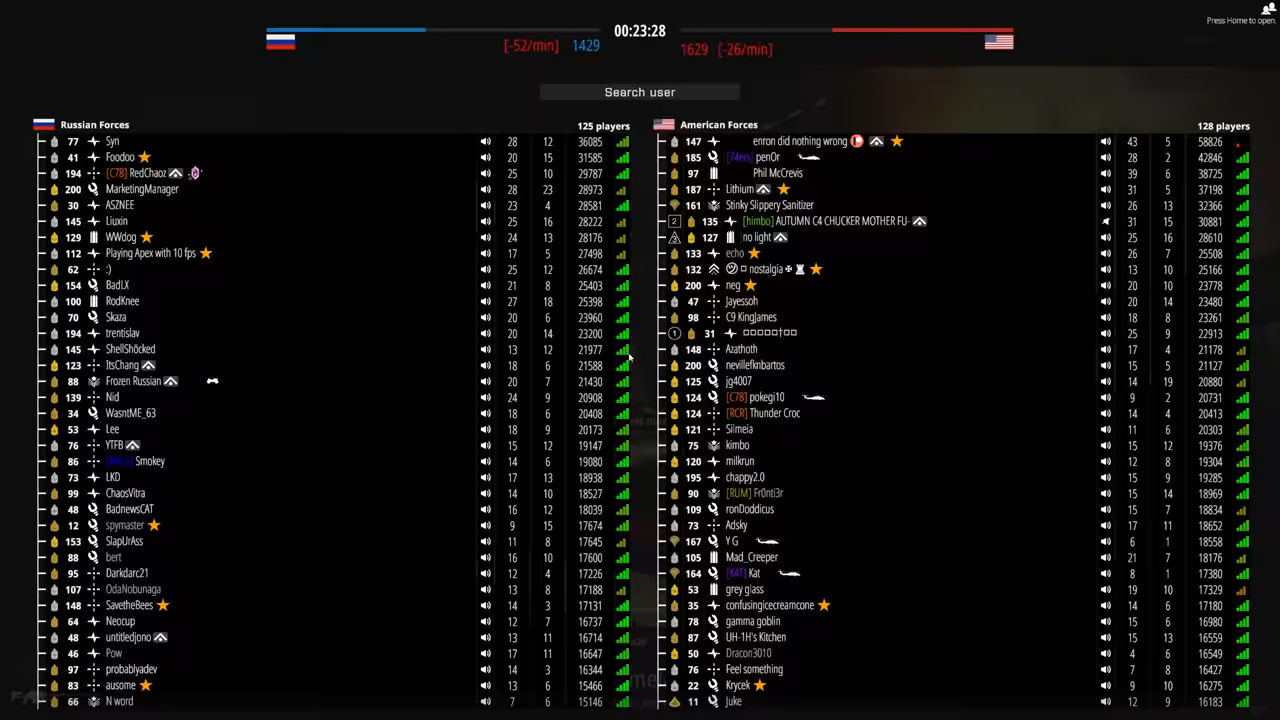 Press Home to open.
00:23:28
[-52/min] 1429
1629 [-26/min]
Search user
Russian Forces 125 players
77 Syn 28 12 36085
41 Foodoo 20 15 31585
194 [C78] RedChaoz 25 10 29787
200 MarketingManager 28 23 28973
30 ASZNEE 23 4 28581
145 Liuxin 25 16 28222
129 WWdog 24 13 28176
112 Playing Apex with 10 fps 17 5 27498
62 :) 25 12 26674
154 BadLX 21 8 25403
100 RodKnee 27 18 25398
70 Skaza 20 6 23960
194 trentislav 20 14 23200
145 ShellShöcked 13 12 21977
123 ItsChang 18 6 21588
88 Frozen Russian 20 7 21430
139 Nid 24 9 20908
34 WasntME_63 18 6 20408
53 Lee 18 9 20173
76 YTFB 15 12 19147
86 Smokey 14 6 19080
73 LKD 17 13 18938
99 ChaosVitra 14 10 18527
48 BadnewsCAT 16 12 18039
12 spymaster 9 15 17674
153 SlapUrAss 11 8 17645
88 bert 16 10 17600
95 Darkdarc21 12 4 17226
107 OdaNobunaga 13 8 17188
148 SavetheBees 14 3 17131
64 Neocup 12 7 16737
48 untitledjono 13 11 16714
46 Pow 17 11 16647
97 probablyadev 14 3 16344
83 ausome 13 6 15466
66 N word 7 6 15146
American Forces 128 players
147 enron did nothing wrong 43 5 58826
185 [74ers] penOr 28 2 42846
97 Phil McCrevis 39 6 38725
187 Lithium 31 5 37198
161 Stinky Slippery Sanitizer 26 13 32366
2 135 [himbo] AUTUMN C4 CHUCKER MOTHER FU- 31 15 30881
127 no light 25 16 28610
133 echo 26 7 25508
132 nostalgia 13 10 25166
200 neg 20 10 23778
47 Jayessoh 20 14 23480
98 C9 KingJames 18 8 23261
1 31 □□□□□†□□ 25 9 22913
148 Azathoth 17 4 21178
200 nevillefknbartos 15 5 21127
125 jg4007 14 19 20880
124 [C78] pokegi10 9 2 20731
124 [RCR] Thunder Croc 14 4 20413
121 Silmeia 11 6 20303
75 kimbo 15 12 19376
120 milkrun 12 8 19304
195 chappy2.0 15 9 19285
90 [RUM] Fr0nti3r 15 14 18969
109 ronDoddicus 15 7 18834
73 Adsky 17 11 18652
167 Y G 6 1 18558
105 Mad_Creeper 21 7 18176
164 [K4T] Kat 8 1 17380
53 grey glass 19 10 17329
35 confusingicecreamcone 14 6 17180
78 gamma goblin 15 6 16980
87 UH-1H's Kitchen 15 13 16559
50 Dracon3010 4 6 16549
76 Feel something 7 8 16427
22 Krycek 9 10 16275
11 Juke 12 9 16183